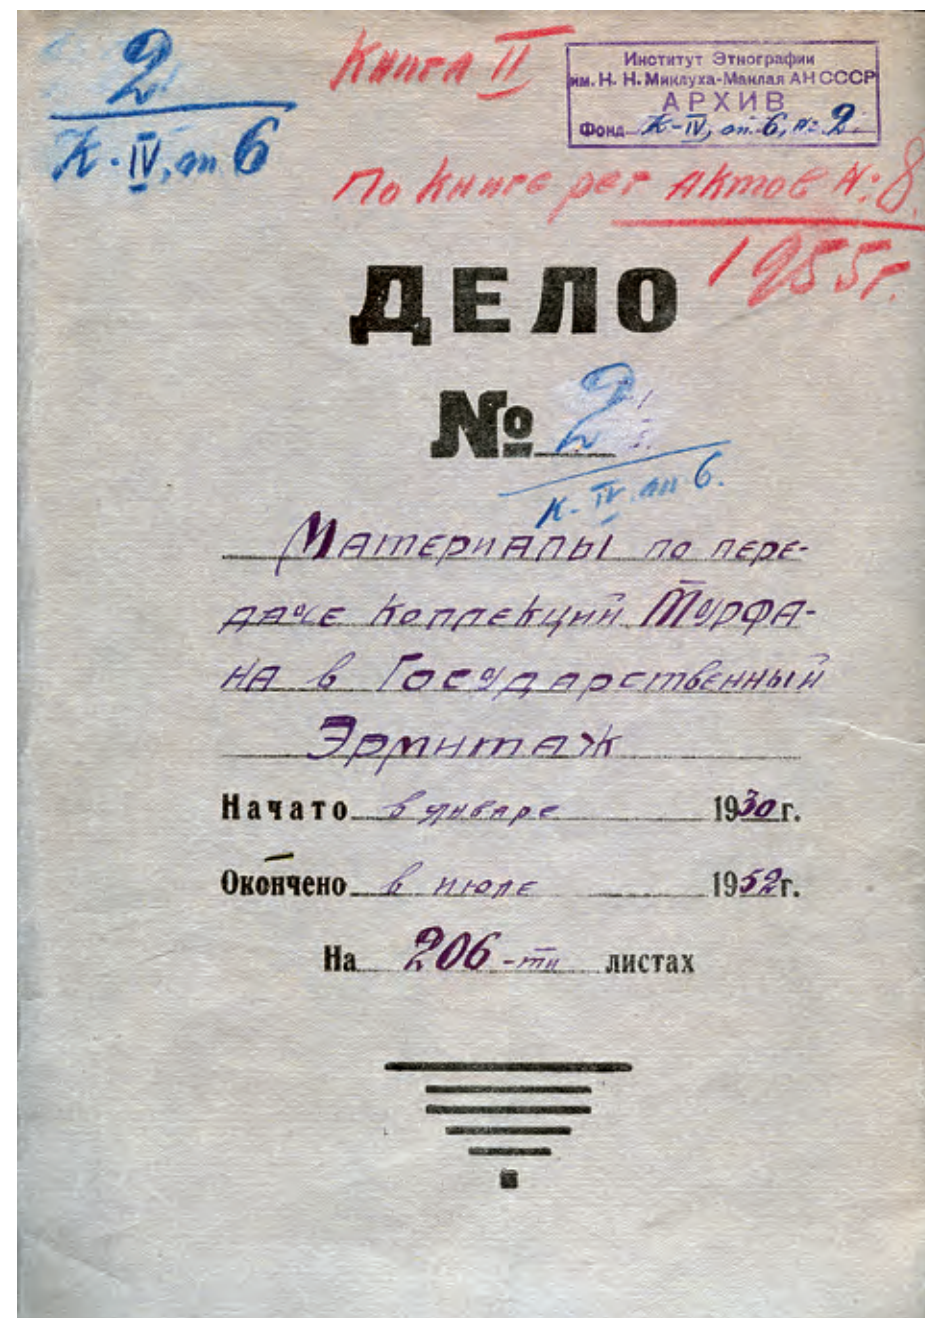 2
К-IV, оп 6
Книга II
Институт Этнографии
им. Н. Н. Миклуха-Маклая АН СССР
АРХИВ
Фонд К-IV, оп. 6, №: 2.
По книге рег актов №: 8.
1955г.
ДЕЛО
№ 2
К-IV, оп 6.
Материалы по пере-
даче коллекций Турфа-
на в Государственный
Эрмитаж
Начато в январе 1930 г.
Окончено в июле 1952 г.
На 206-ти листах